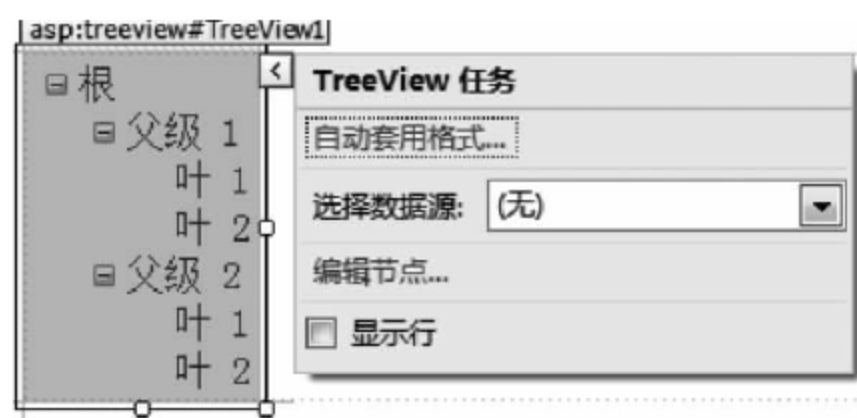 asp:treeview#TreeView1
根
父级 1
叶 1
叶 2
父级 2
叶 1
叶 2
TreeView 任务
自动套用格式...
选择数据源: (无)
编辑节点...
显示行